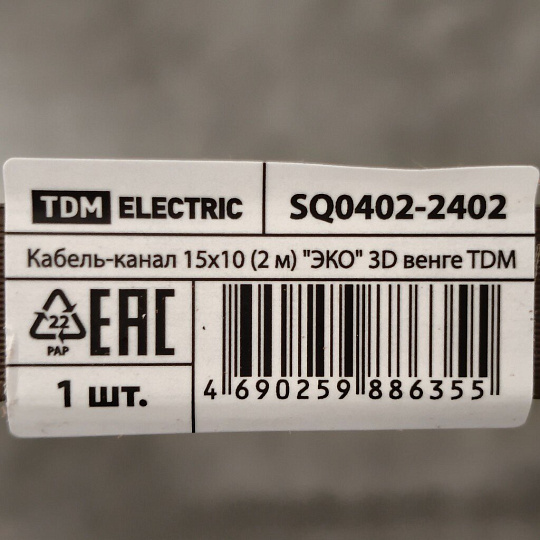 TDM ELECTRIC
SQ0402-2402
Кабель-канал 15х10 (2 м) "ЭКО" 3D венге TDM
22
PAP
EAC
1 шт.
4 690259 886355